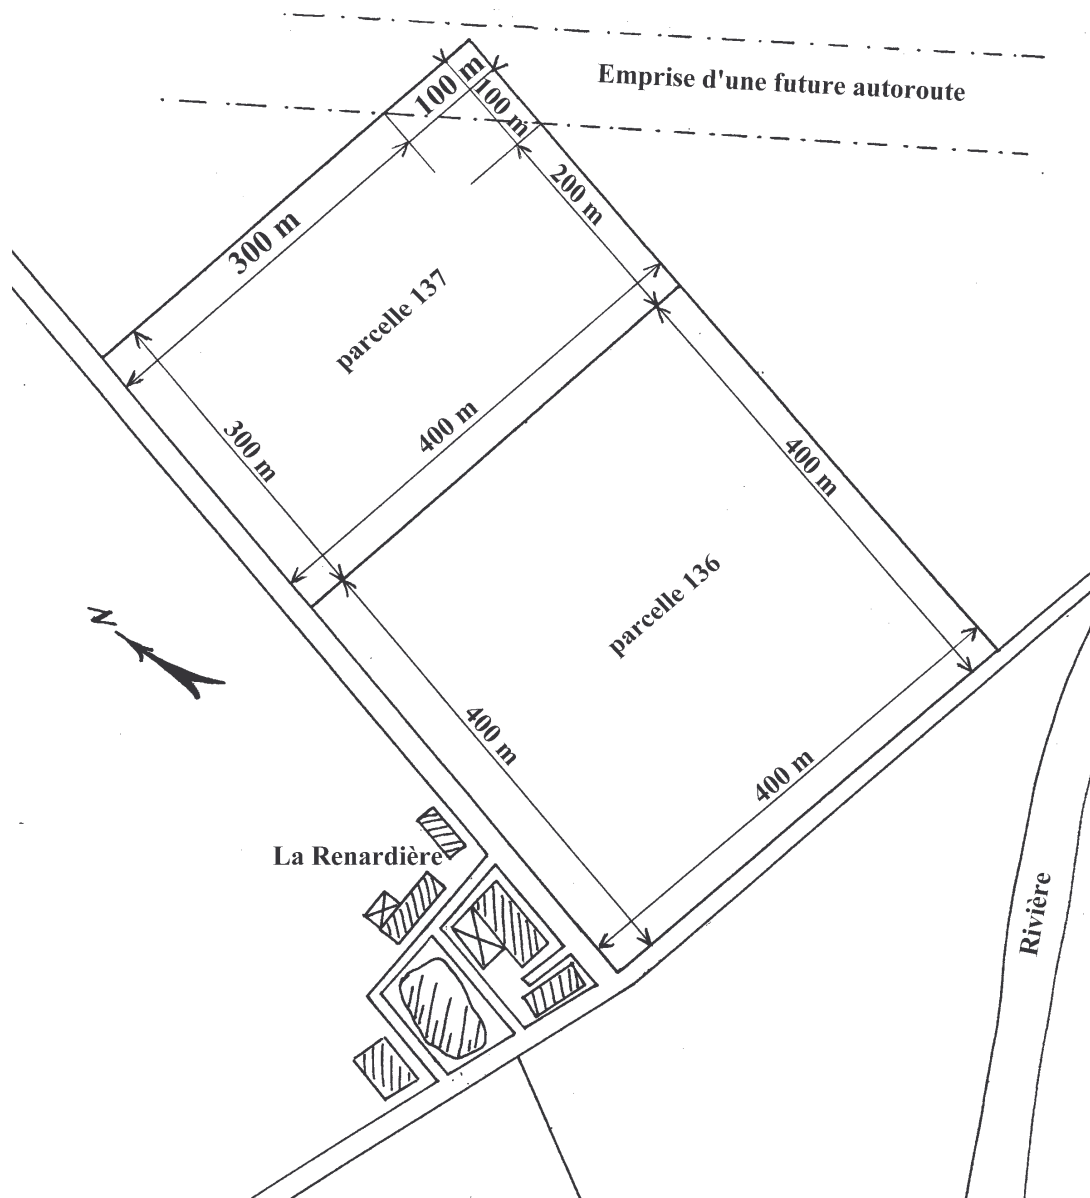 Emprise d'une future autoroute
100 m
100 m
200 m
300 m
parcelle 137
300 m
400 m
400 m
parcelle 136
N
400 m
400 m
La Renardière
Rivière